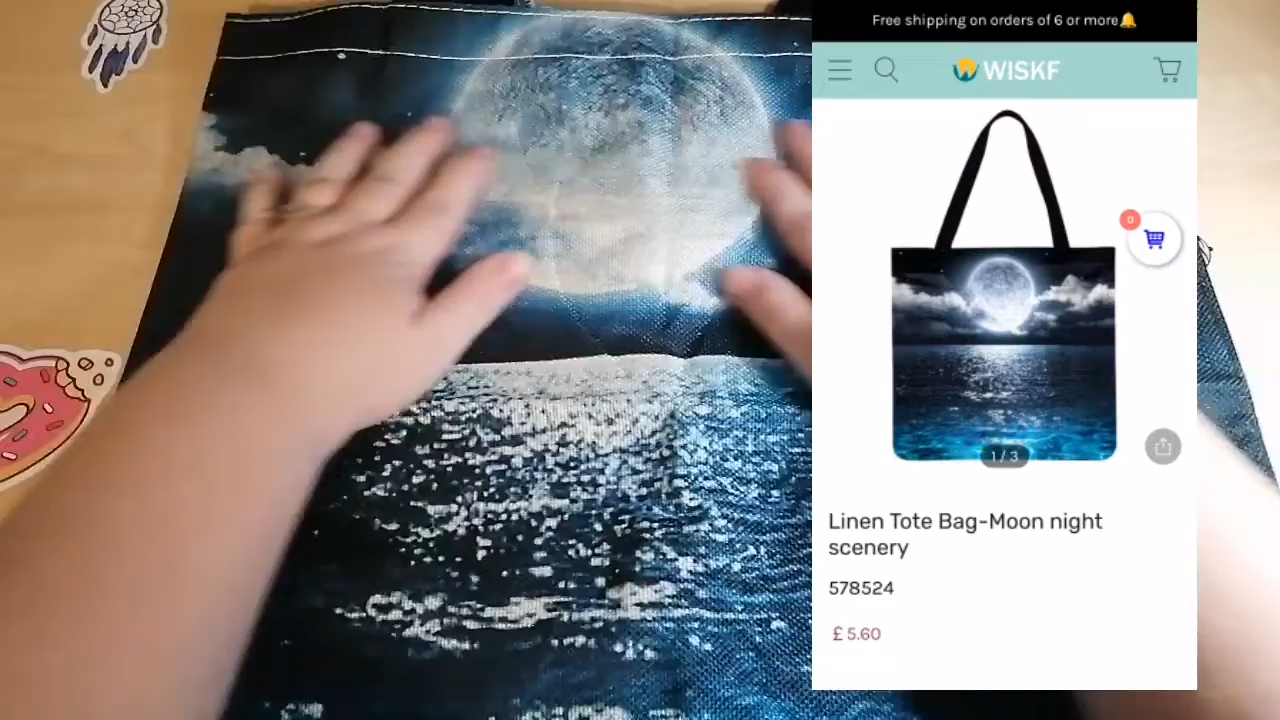 Free shipping on orders of 6 or more🔔
WISKF
0
1 / 3
Linen Tote Bag-Moon night
scenery
578524
£ 5.60